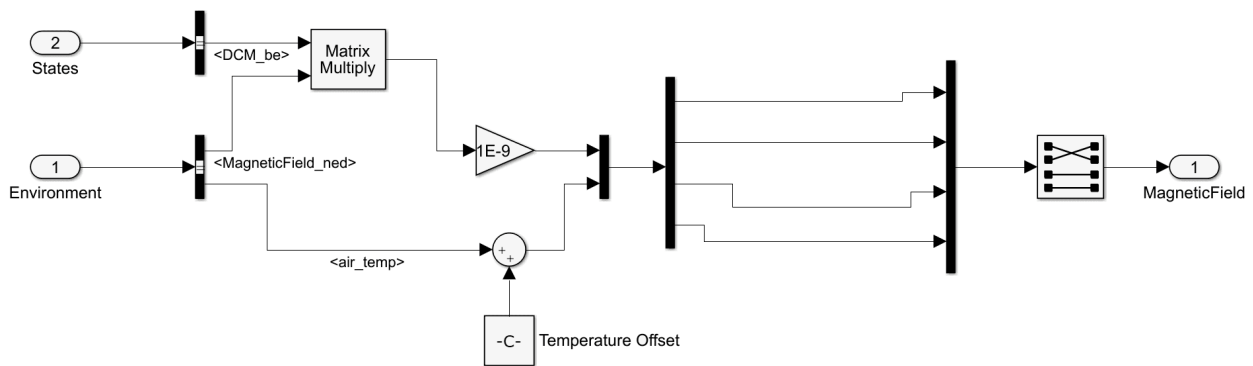 2
States
<DCM_be>
Matrix
Multiply
1
Environment
<MagneticField_ned>
1E-9
<air_temp>
+
+
-C-
Temperature Offset
1
MagneticField